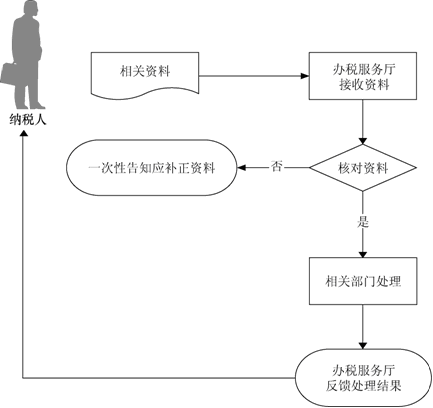 纳税人
相关资料
办税服务厅
接收资料
核对资料
否
一次性告知应补正资料
是
相关部门处理
办税服务厅
反馈处理结果